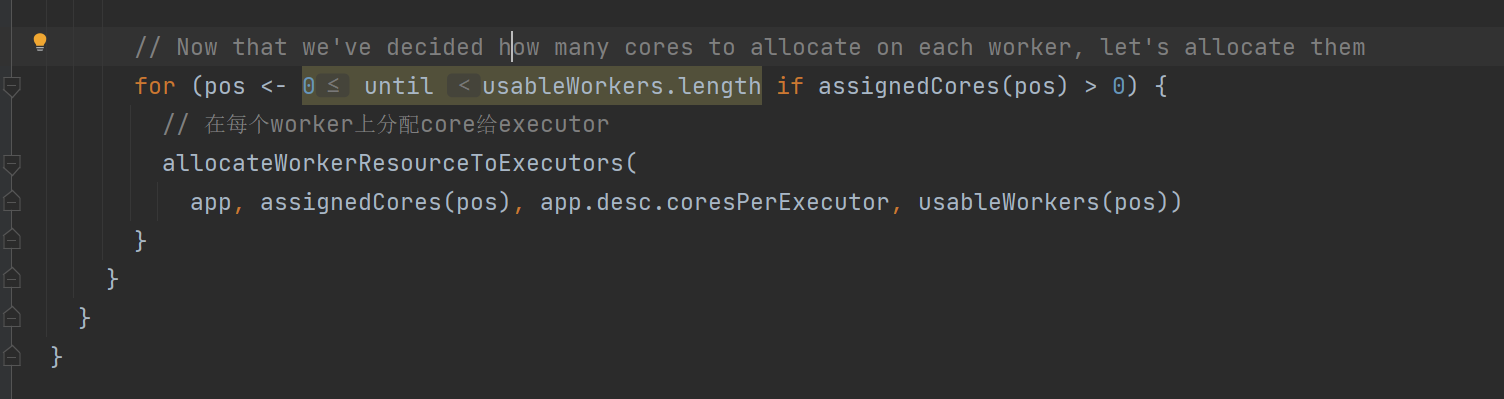 // Now that we've decided how many cores to allocate on each worker, let's allocate them
for (pos <- 0 ≤ until < usableWorkers.length if assignedCores(pos) > 0) {
// 在每个worker上分配core给executor
allocateWorkerResourceToExecutors(
app, assignedCores(pos), app.desc.coresPerExecutor, usableWorkers(pos))
}
}
}
}